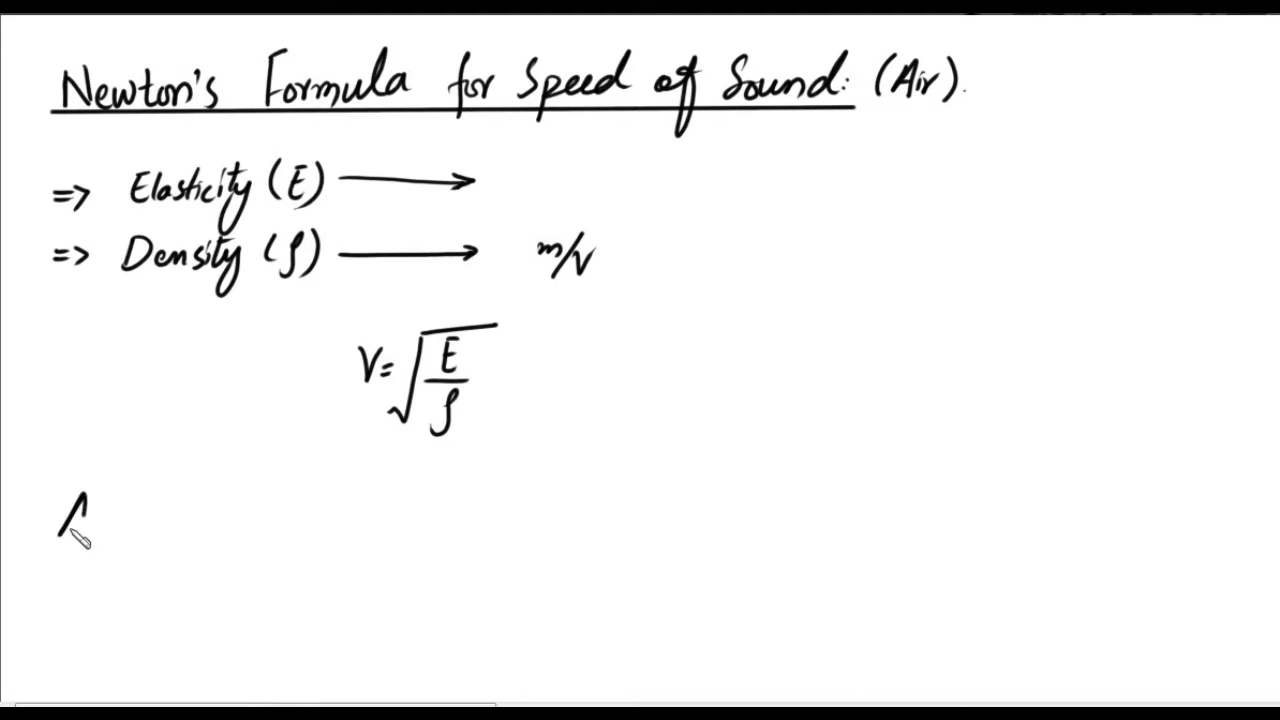 Newton's Formula for Speed of Sound: (Air).
=> Elasticity (E) →
=> Density (ρ) → m/v
V = √(E/ρ)